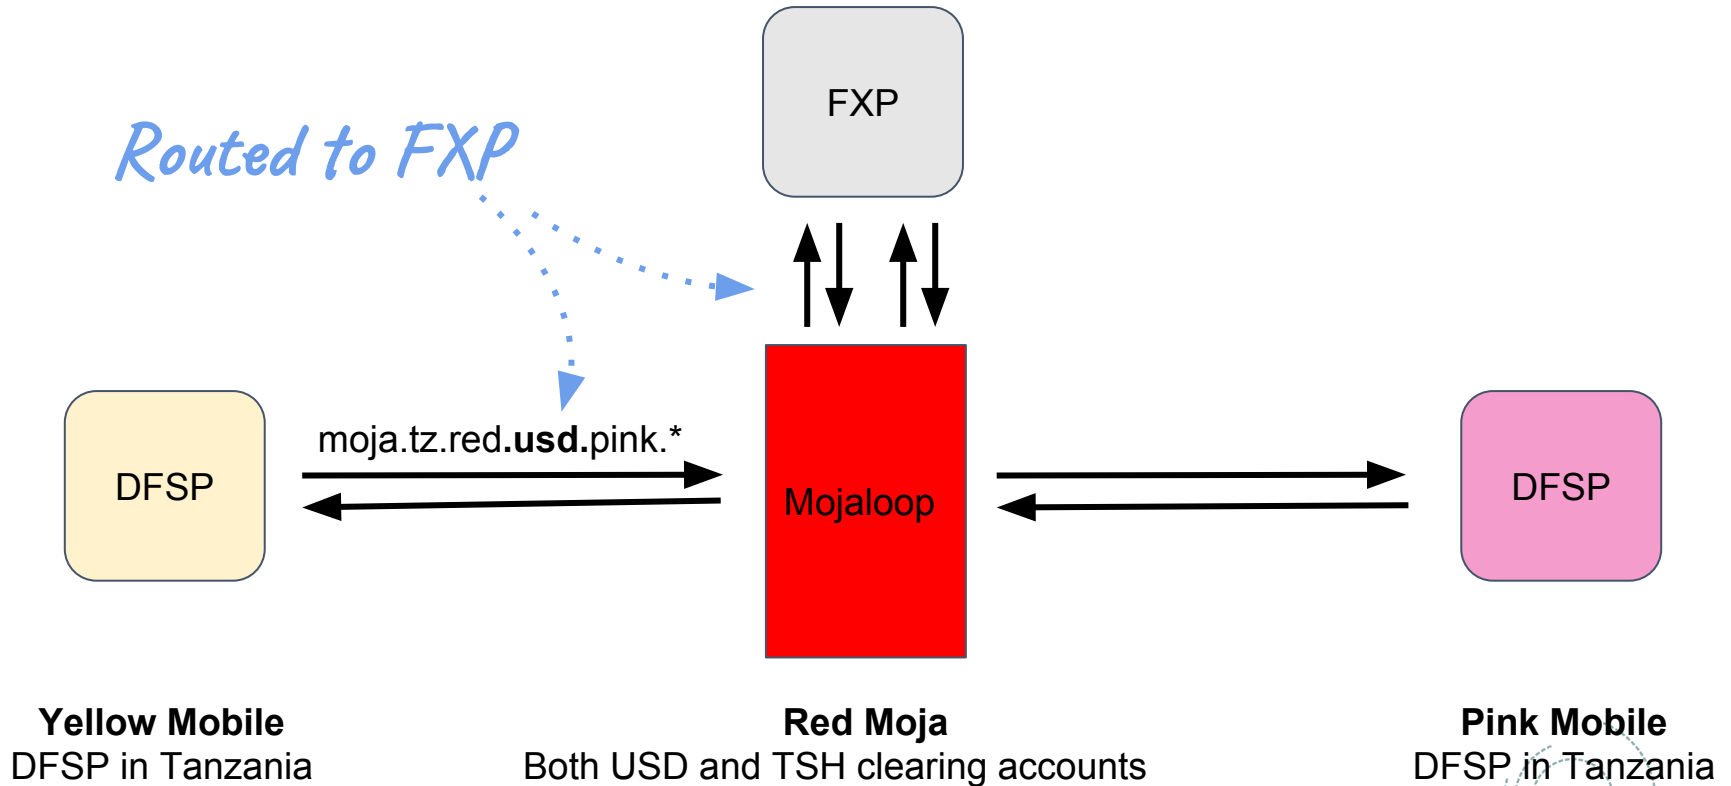 FXP
Routed to FXP
moja.tz.red.usd.pink.*
DFSP
Mojaloop
DFSP
Yellow Mobile
DFSP in Tanzania
Red Moja
Both USD and TSH clearing accounts
Pink Mobile
DFSP in Tanzania